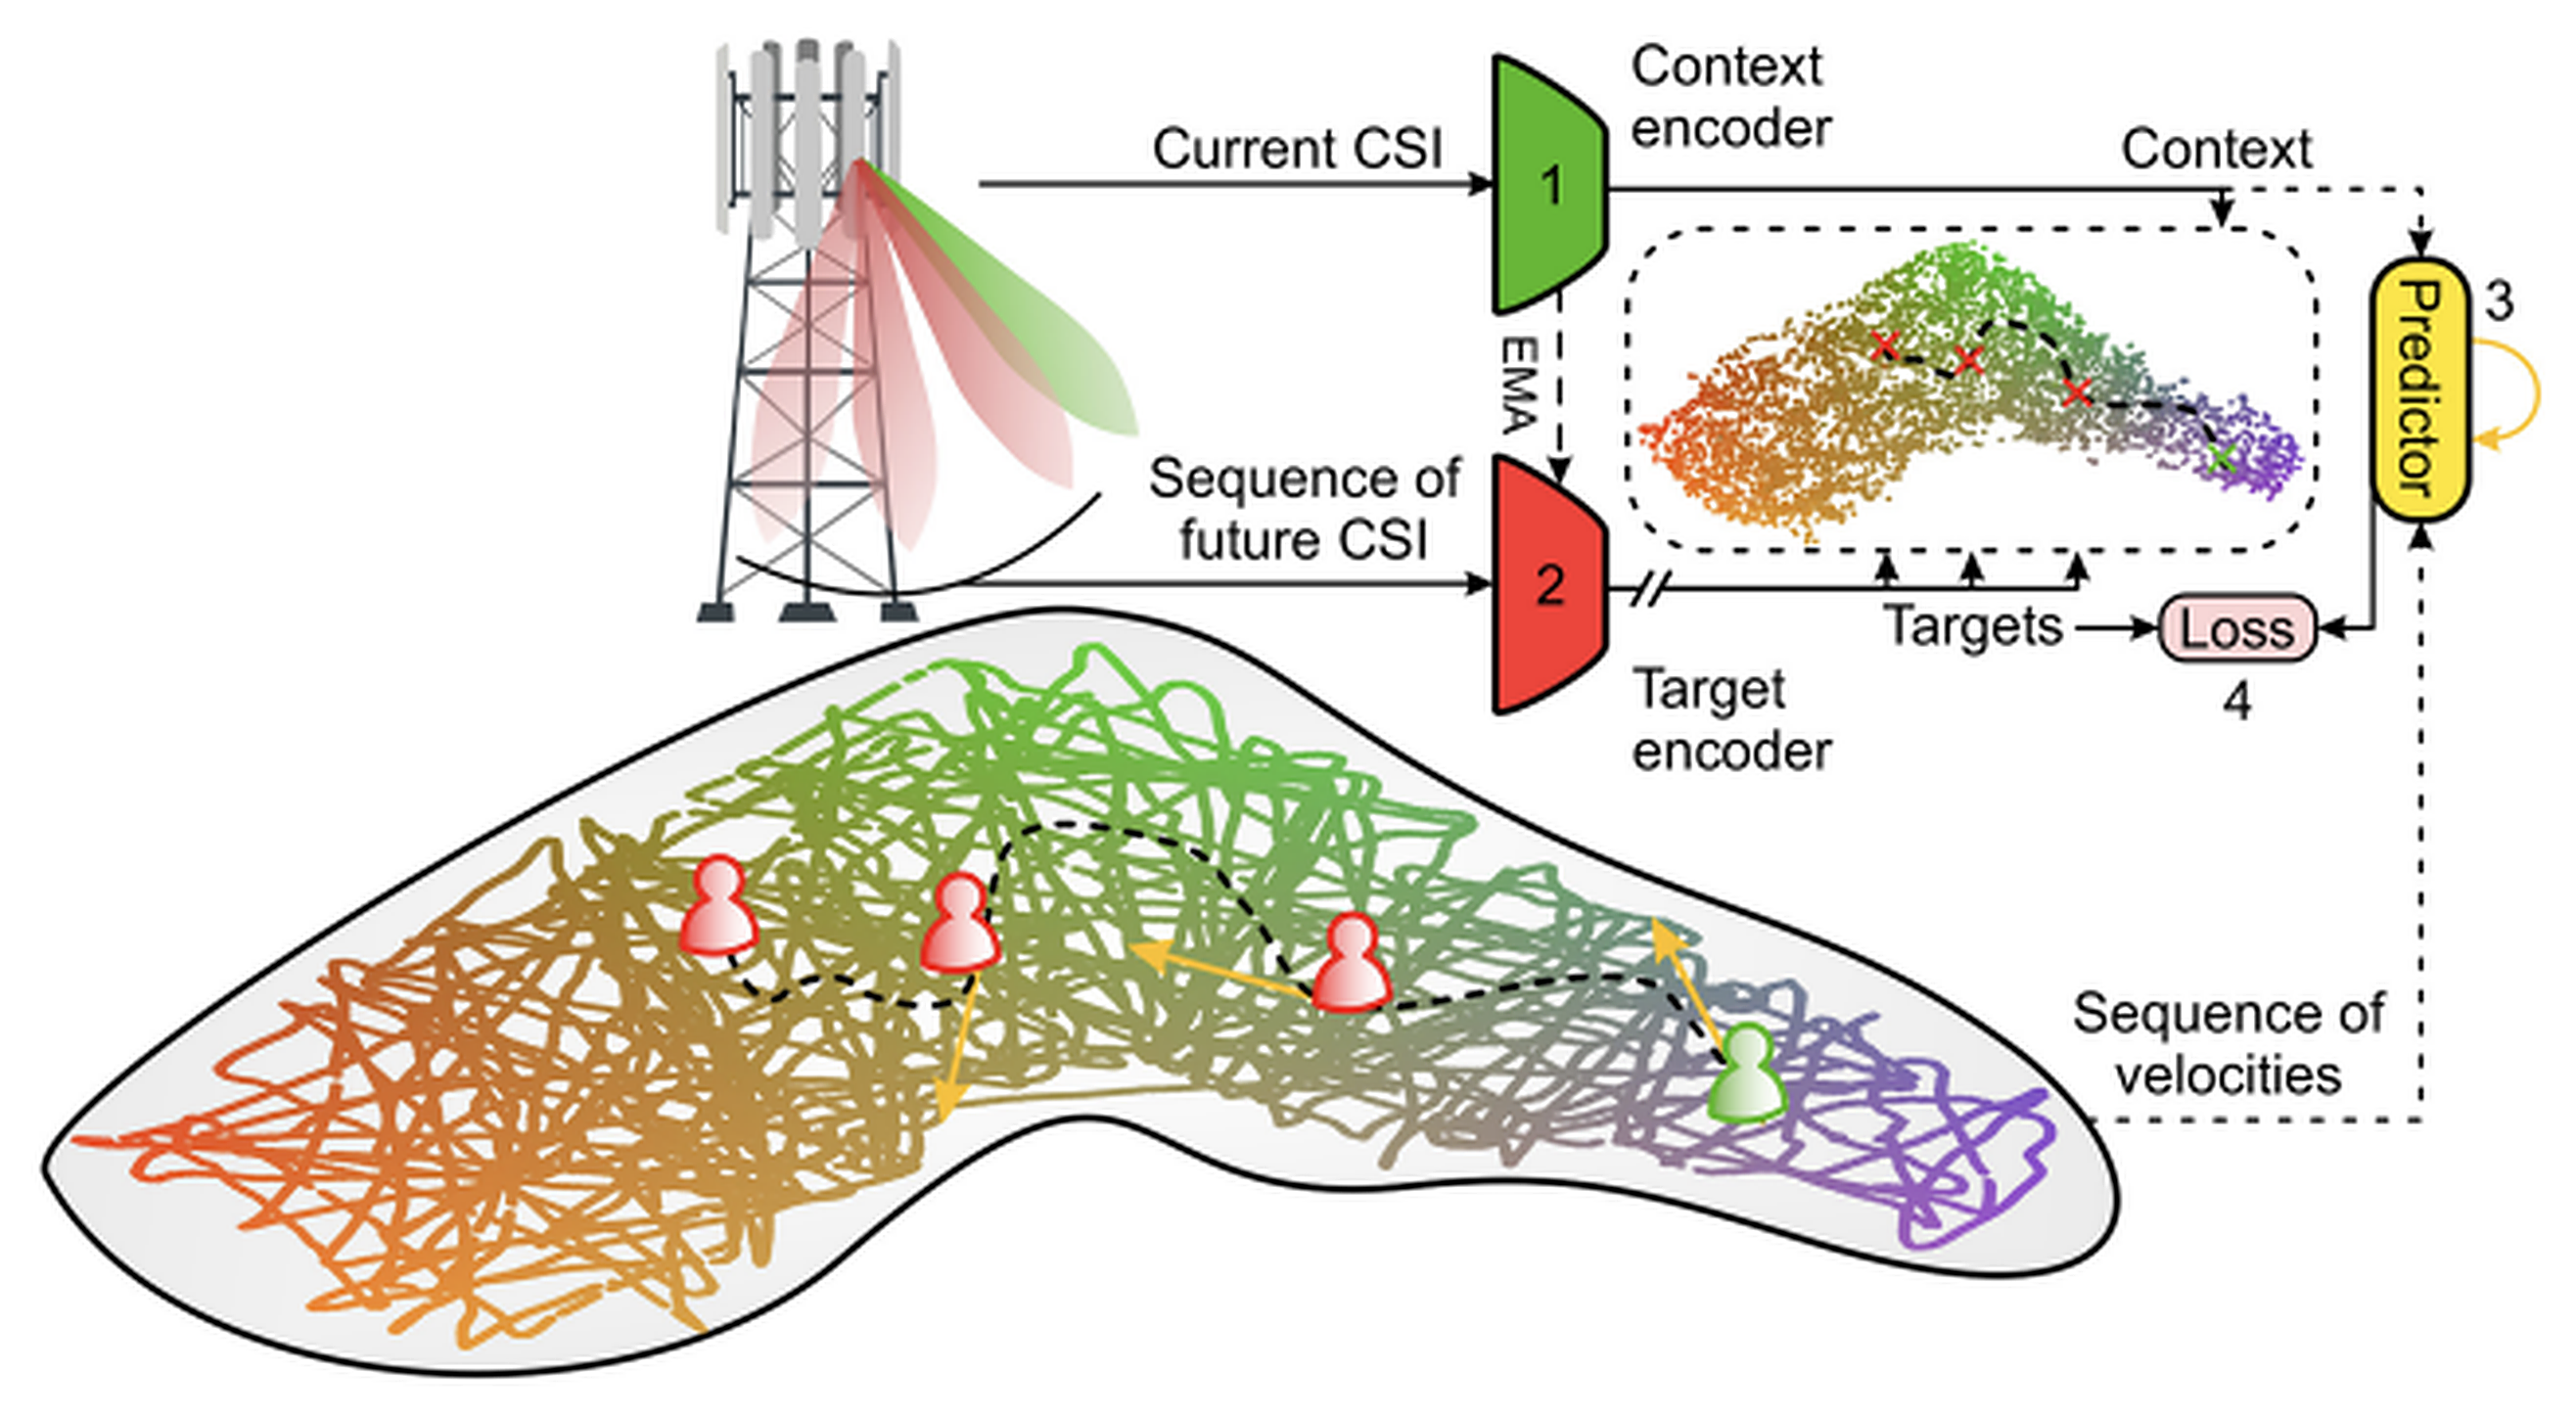 Context
encoder
Current CSI
1
Context
EMA
Predictor
3
Sequence of
future CSI
2
Targets
Loss
4
Target
encoder
Sequence of
velocities